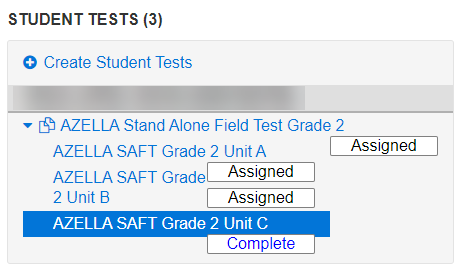 STUDENT TESTS (3)
Create Student Tests
AZELLA Stand Alone Field Test Grade 2
Assigned
AZELLA SAFT Grade 2 Unit A
Assigned
AZELLA SAFT Grade
2 Unit B
Assigned
AZELLA SAFT Grade 2 Unit C
Complete